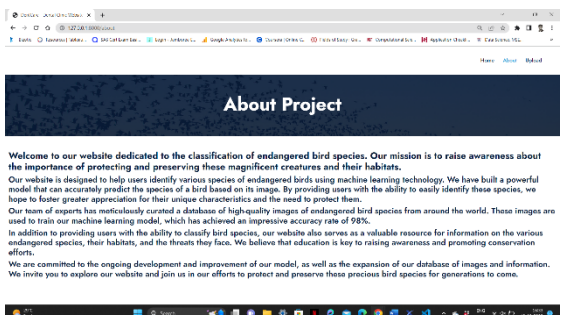 127.0.0.1:8000/about
Home About Upload
About Project
Welcome to our website dedicated to the classification of endangered bird species. Our mission is to raise awareness about
the importance of protecting and preserving these magnificent creatures and their habitats.
Our website is designed to help users identify various species of endangered birds using machine learning technology. We have built a powerful
model that can accurately predict the species of a bird based on its image. By providing users with the ability to easily identify these species, we
hope to foster greater appreciation for their unique characteristics and the need to protect them.
Our team of experts has meticulously curated a database of high-quality images of endangered bird species from around the world. These images are
used to train our machine learning model, which has achieved an impressive accuracy rate of 98%.
In addition to providing users with the ability to classify bird species, our website also serves as a valuable resource for information on the various
endangered species, their habitats, and the threats they face. We believe that education is key to raising awareness and promoting conservation
efforts.
We are committed to the ongoing development and improvement of our model, as well as the expansion of our database of images and information.
We invite you to explore our website and join us in our efforts to protect and preserve these precious bird species for generations to come.
Search